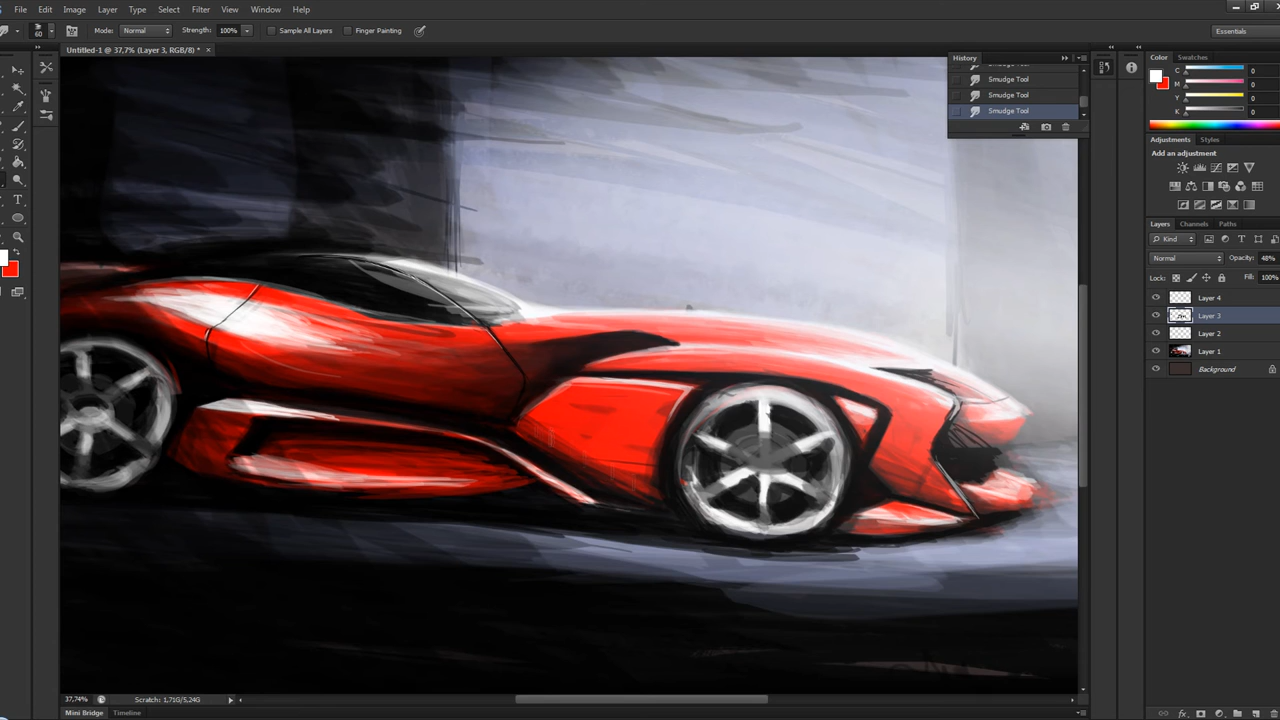 File Edit Image Layer Type Select Filter View Window Help
60 Mode: Normal Strength: 100% Sample All Layers Finger Painting Essentials
Untitled-1 @ 37,7% (Layer 3, RGB/8) * ×
History
Smudge Tool
Smudge Tool
Smudge Tool
Smudge Tool
Color Swatches
C 0
M 0
Y 0
K 0
Adjustments Styles
Add an adjustment
Layers Channels Paths
Kind
Normal Opacity: 48%
Lock: Fill: 100%
Layer 4
Layer 3
Layer 2
Layer 1
Background
37,74% Scratch: 1,71G/5,24G
Mini Bridge Timeline